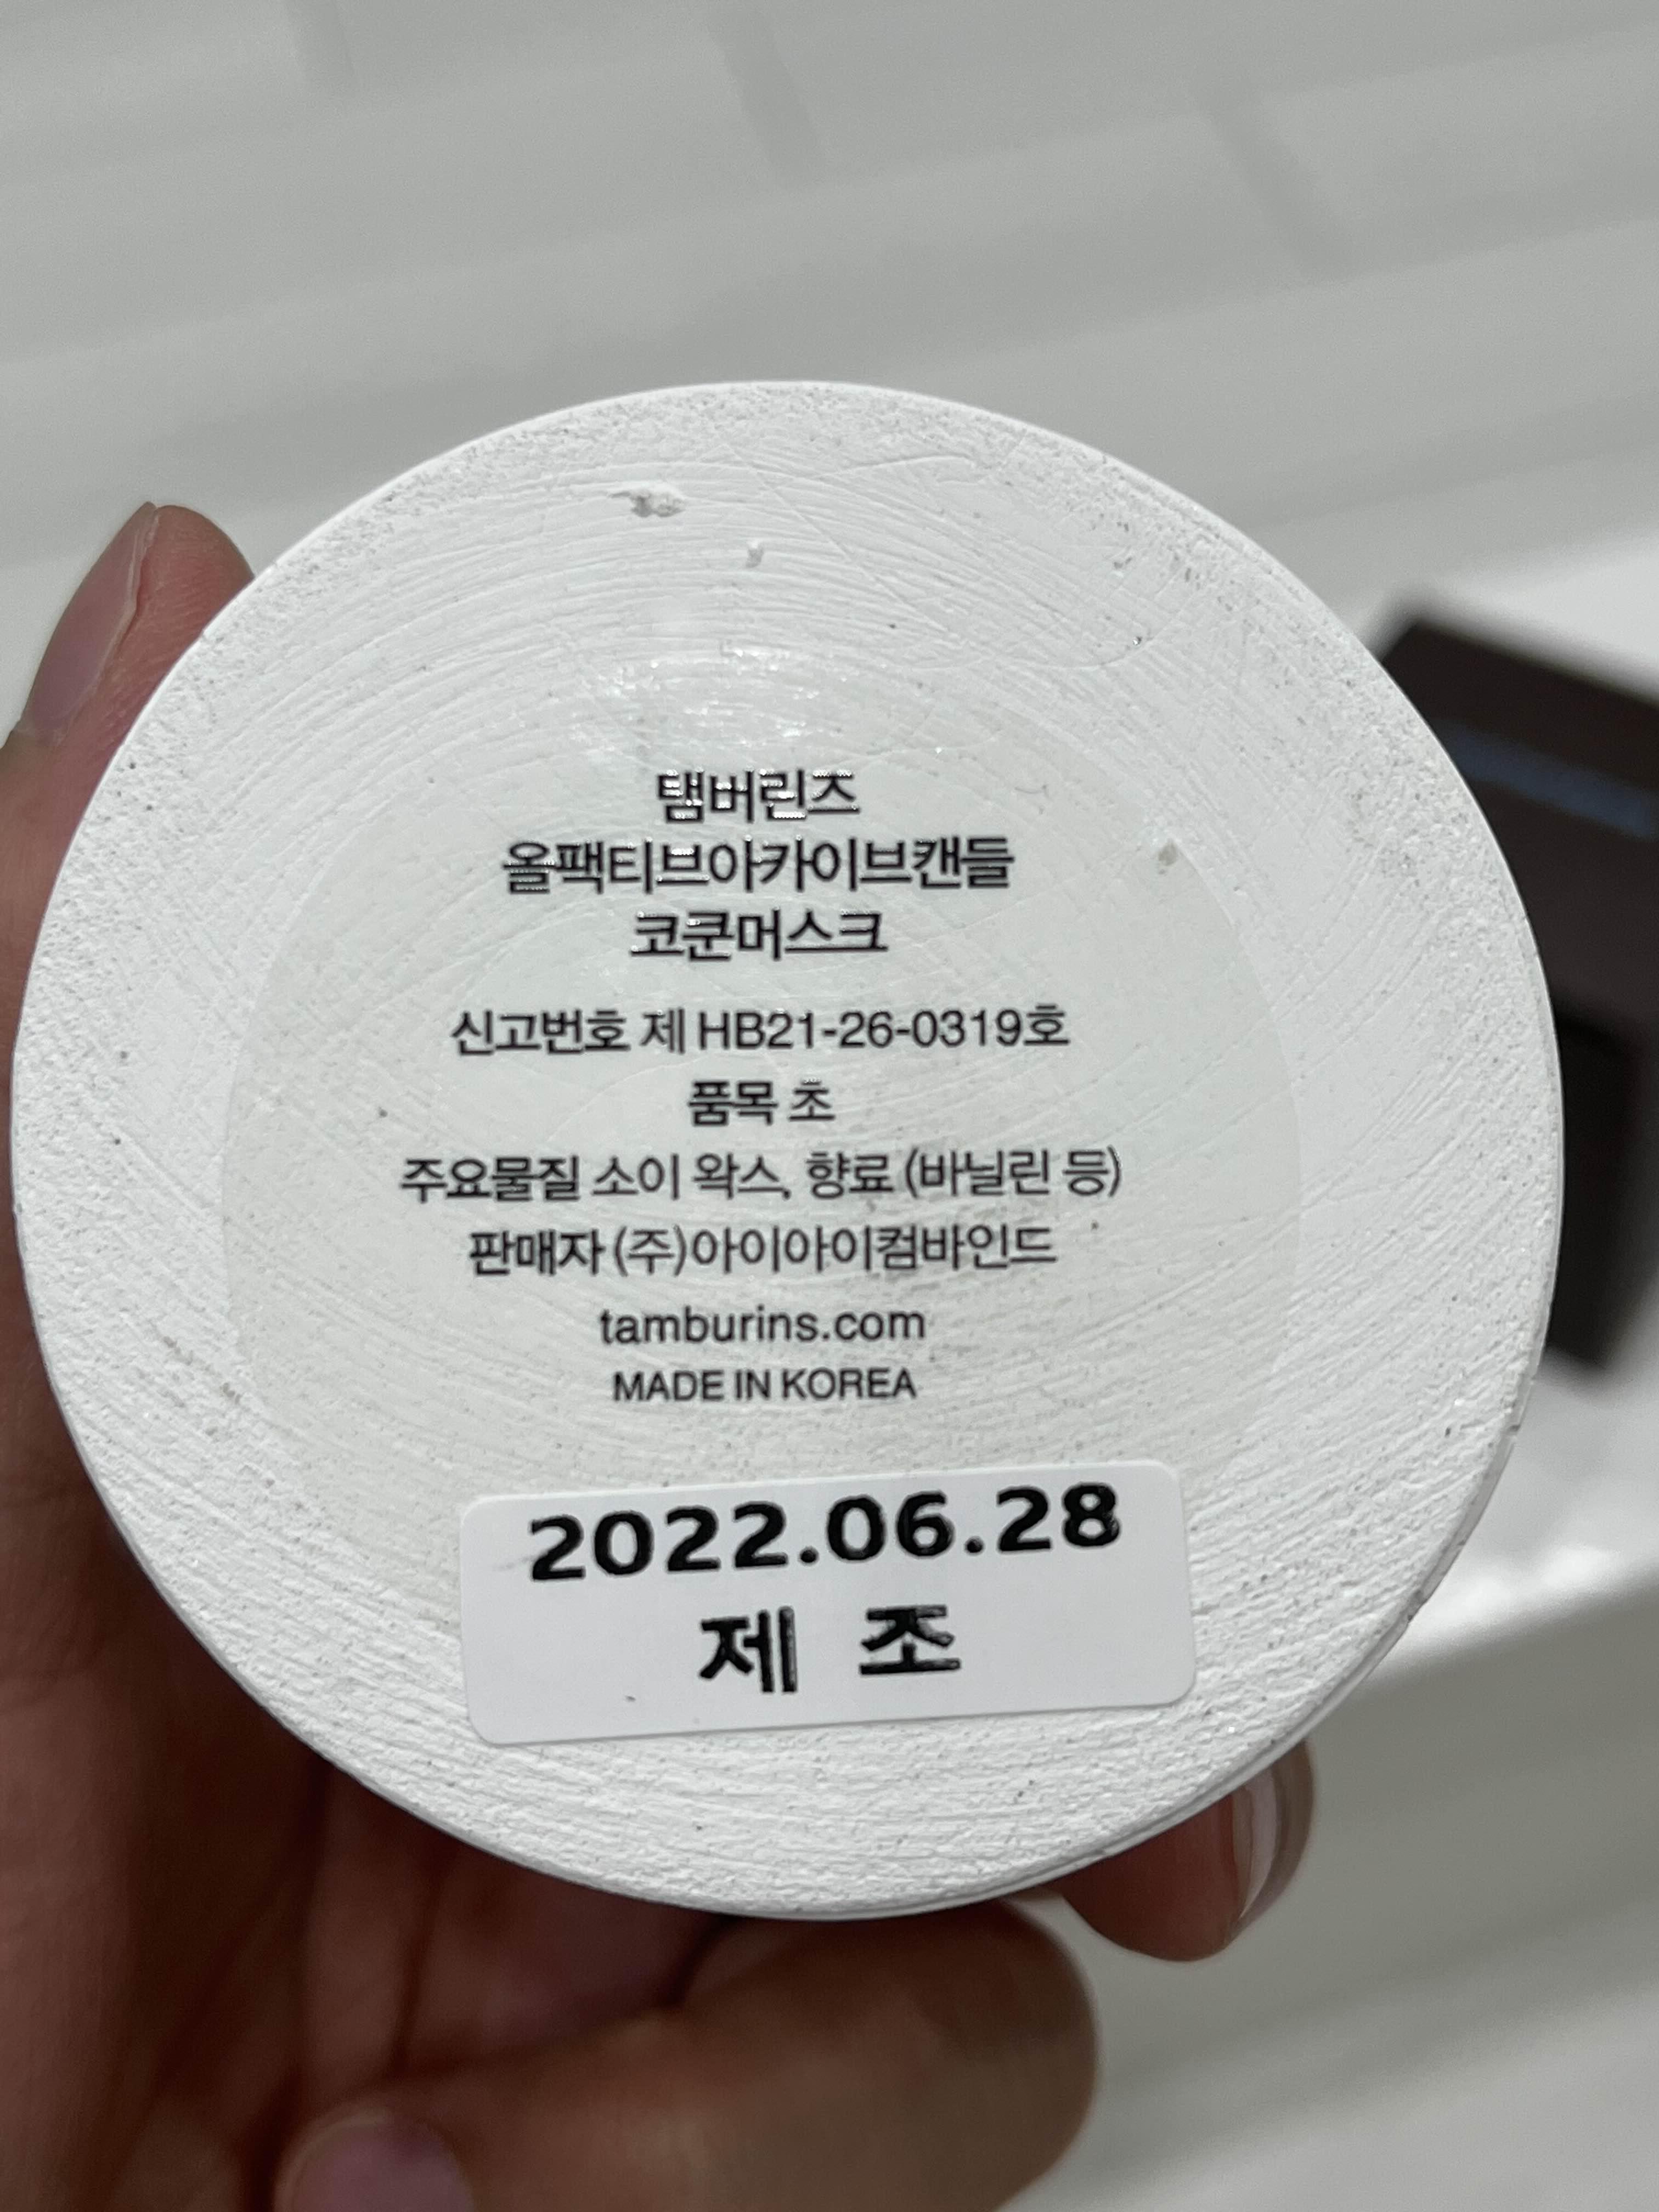 탬버린즈
올팩티브아카이브캔들
코쿤머스크
신고번호 제 HB21-26-0319호
품목 초
주요물질 소이 왁스, 향료 (바닐린 등)
판매자 (주)아이아이컴바인드
tamburins.com
MADE IN KOREA
2022.06.28
제 조